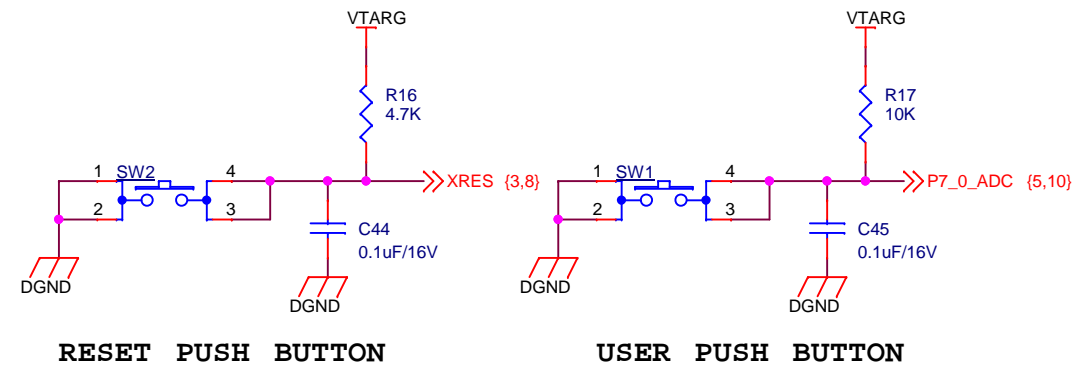 VTARG
R16
4.7K
1 SW2 4
2 3
XRES {3,8}
C44
0.1uF/16V
DGND
DGND
RESET PUSH BUTTON
VTARG
R17
10K
1 SW1 4
2 3
P7_0_ADC {5,10}
C45
0.1uF/16V
DGND
DGND
USER PUSH BUTTON